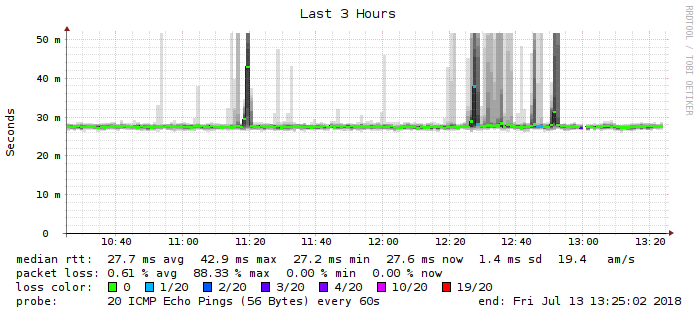 Last 3 Hours
RRDTOOL / TOBI OETIKER
Seconds
50 m
40 m
30 m
20 m
10 m
0
10:40 11:00 11:20 11:40 12:00 12:20 12:40 13:00 13:20
median rtt: 27.7 ms avg 42.9 ms max 27.2 ms min 27.6 ms now 1.4 ms sd 19.4 am/s
packet loss: 0.61 % avg 88.33 % max 0.00 % min 0.00 % now
loss color: 0 1/20 2/20 3/20 4/20 10/20 19/20
probe: 20 ICMP Echo Pings (56 Bytes) every 60s end: Fri Jul 13 13:25:02 2018